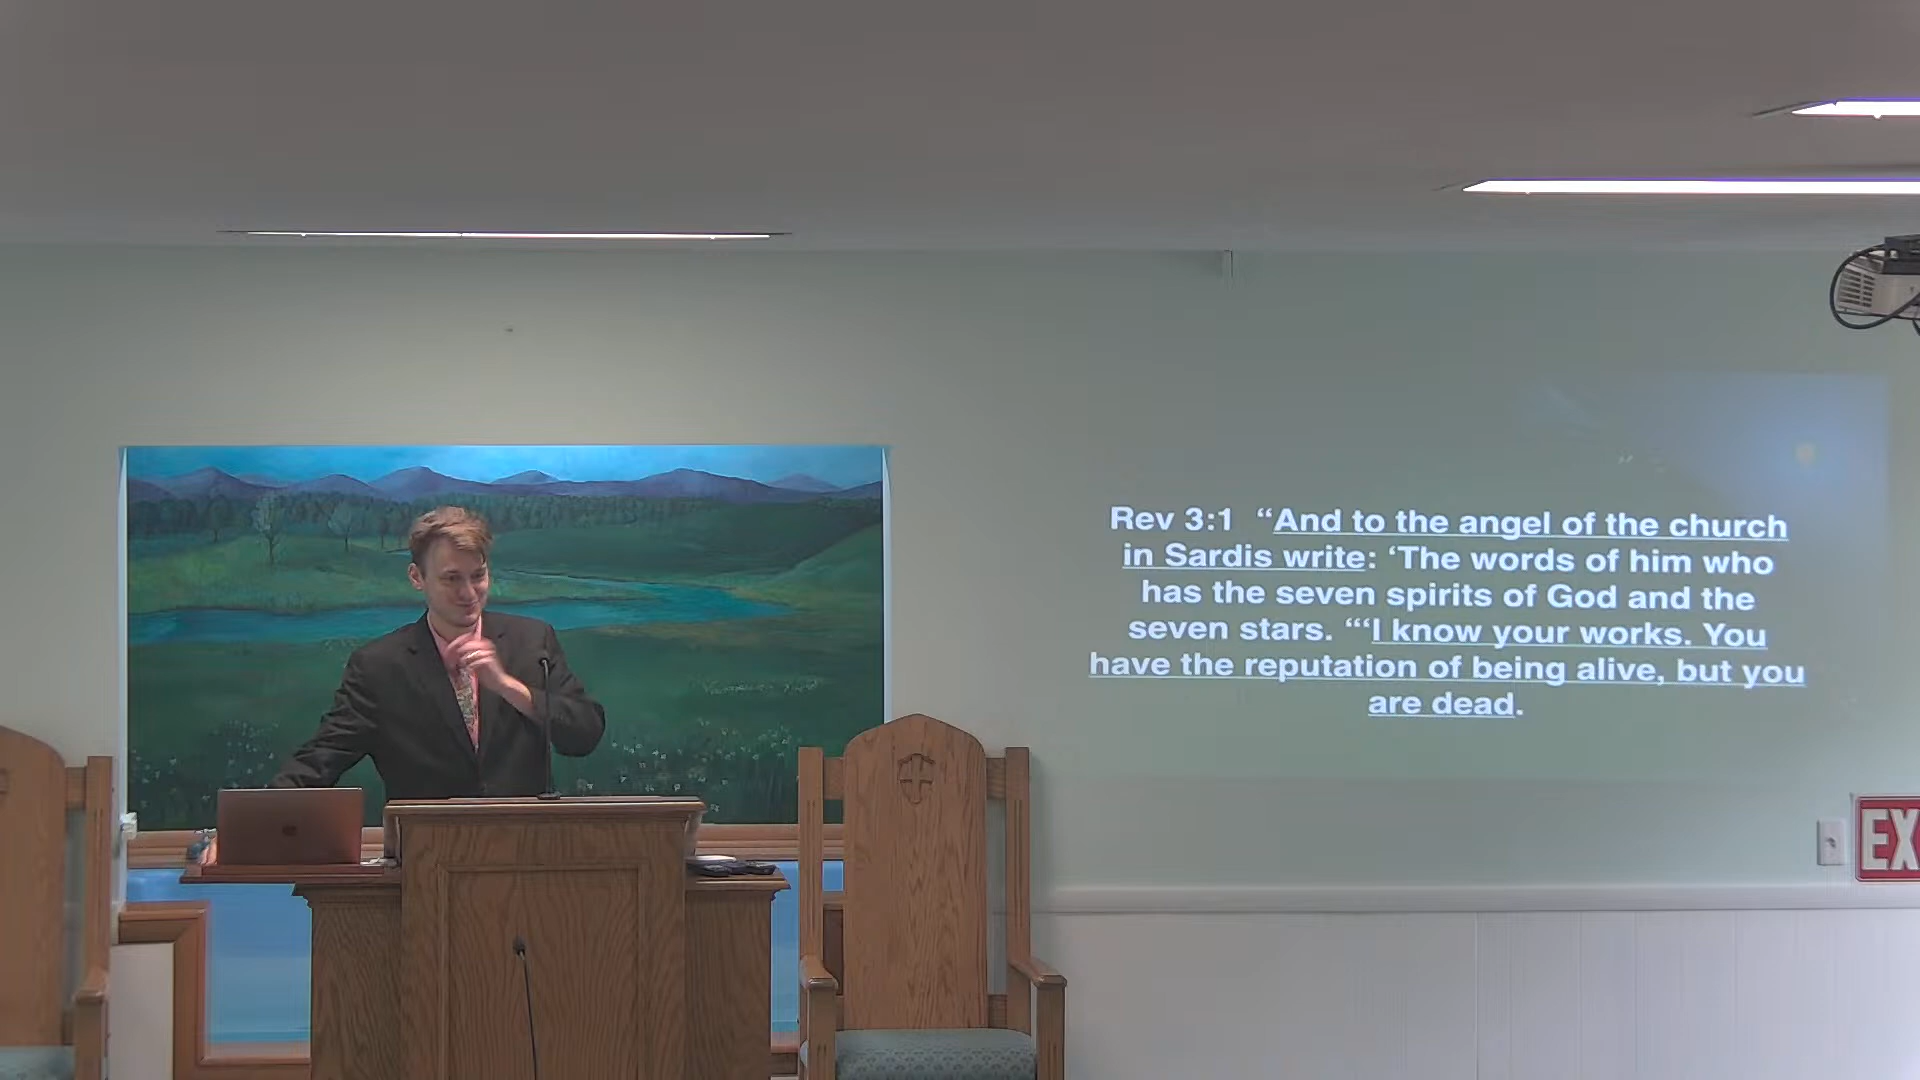 Rev 3:1 “And to the angel of the church
in Sardis write: ‘The words of him who
has the seven spirits of God and the
seven stars. “‘I know your works. You
have the reputation of being alive, but you
are dead.
EX